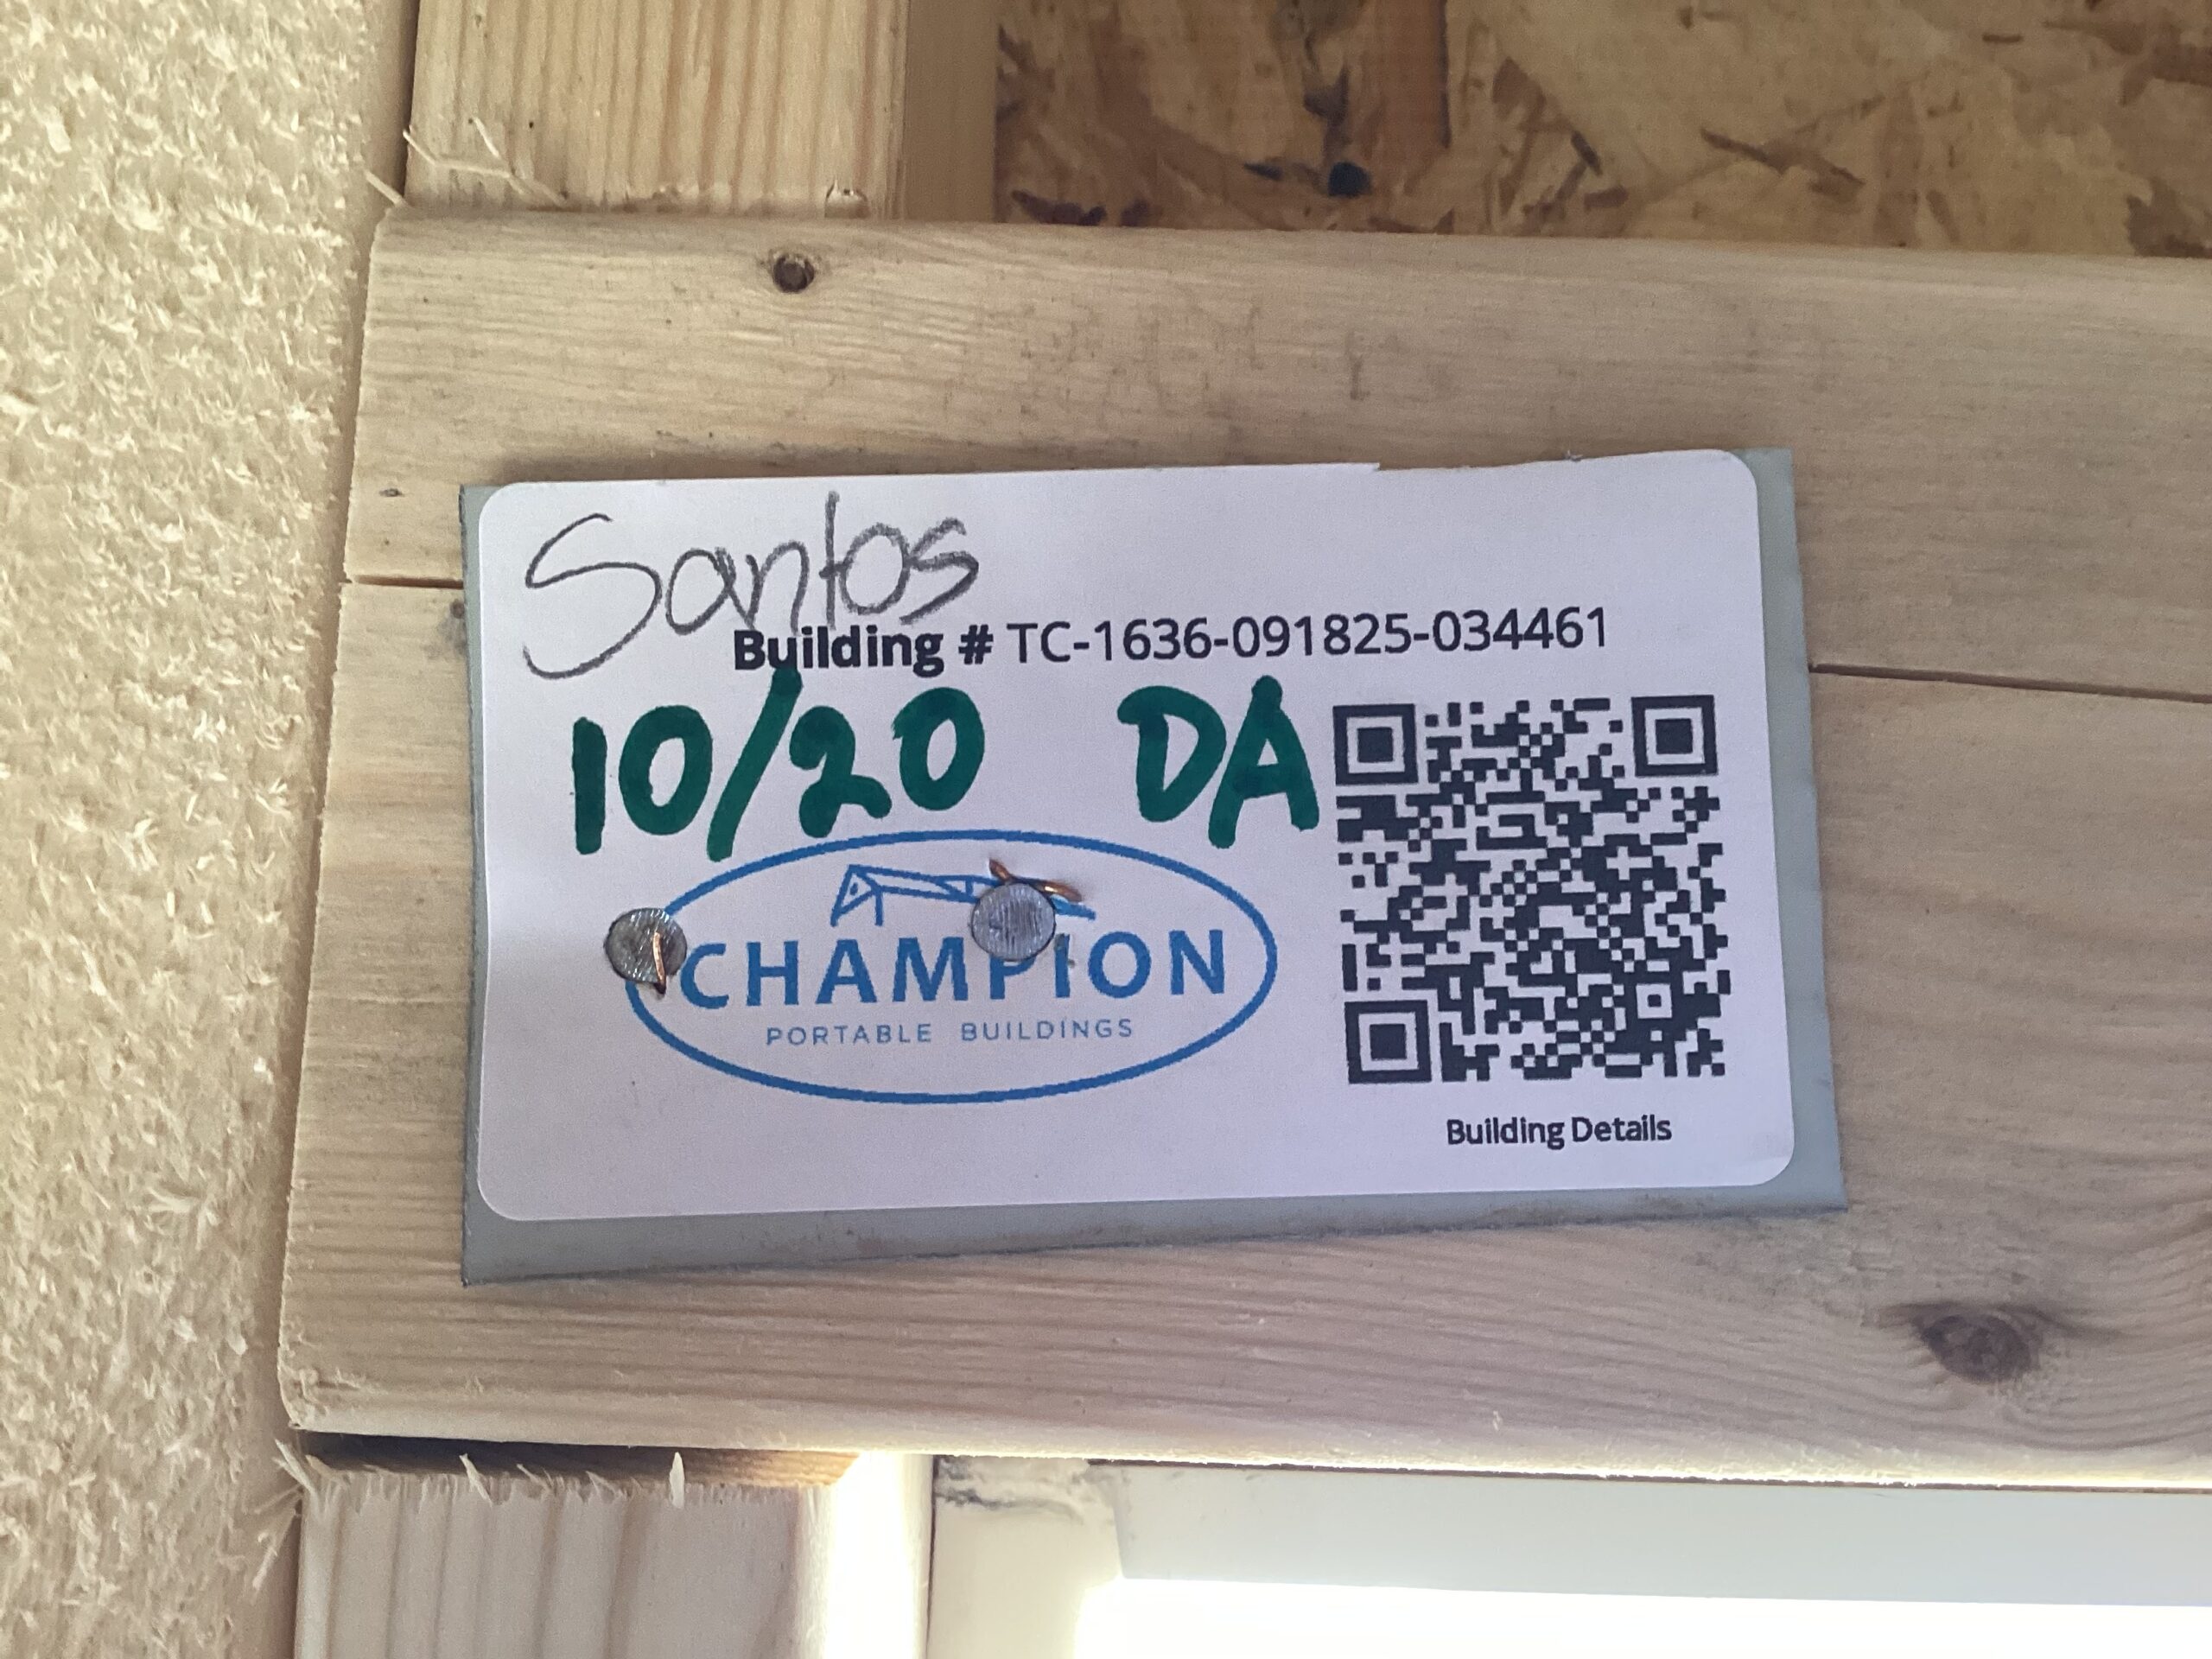 Santos
Building # TC-1636-091825-034461
10/20 DA
CHAMPION
PORTABLE BUILDINGS
Building Details